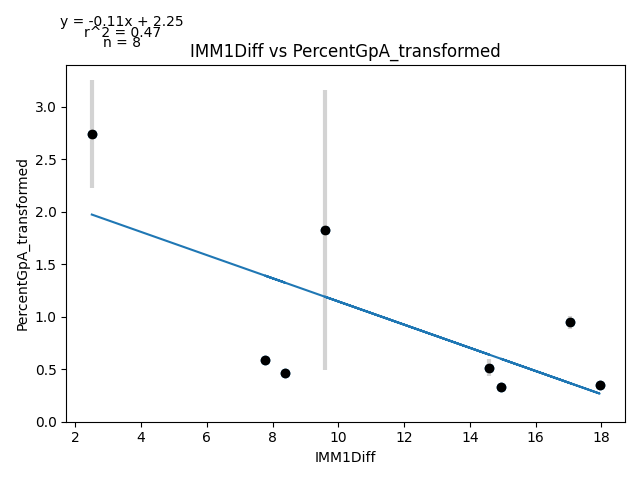 y = -0.11x + 2.25
r^2 = 0.47
n = 8
IMM1Diff vs PercentGpA_transformed
PercentGpA_transformed
3.0
2.5
2.0
1.5
1.0
0.5
0.0
2 4 6 8 10 12 14 16 18
IMM1Diff